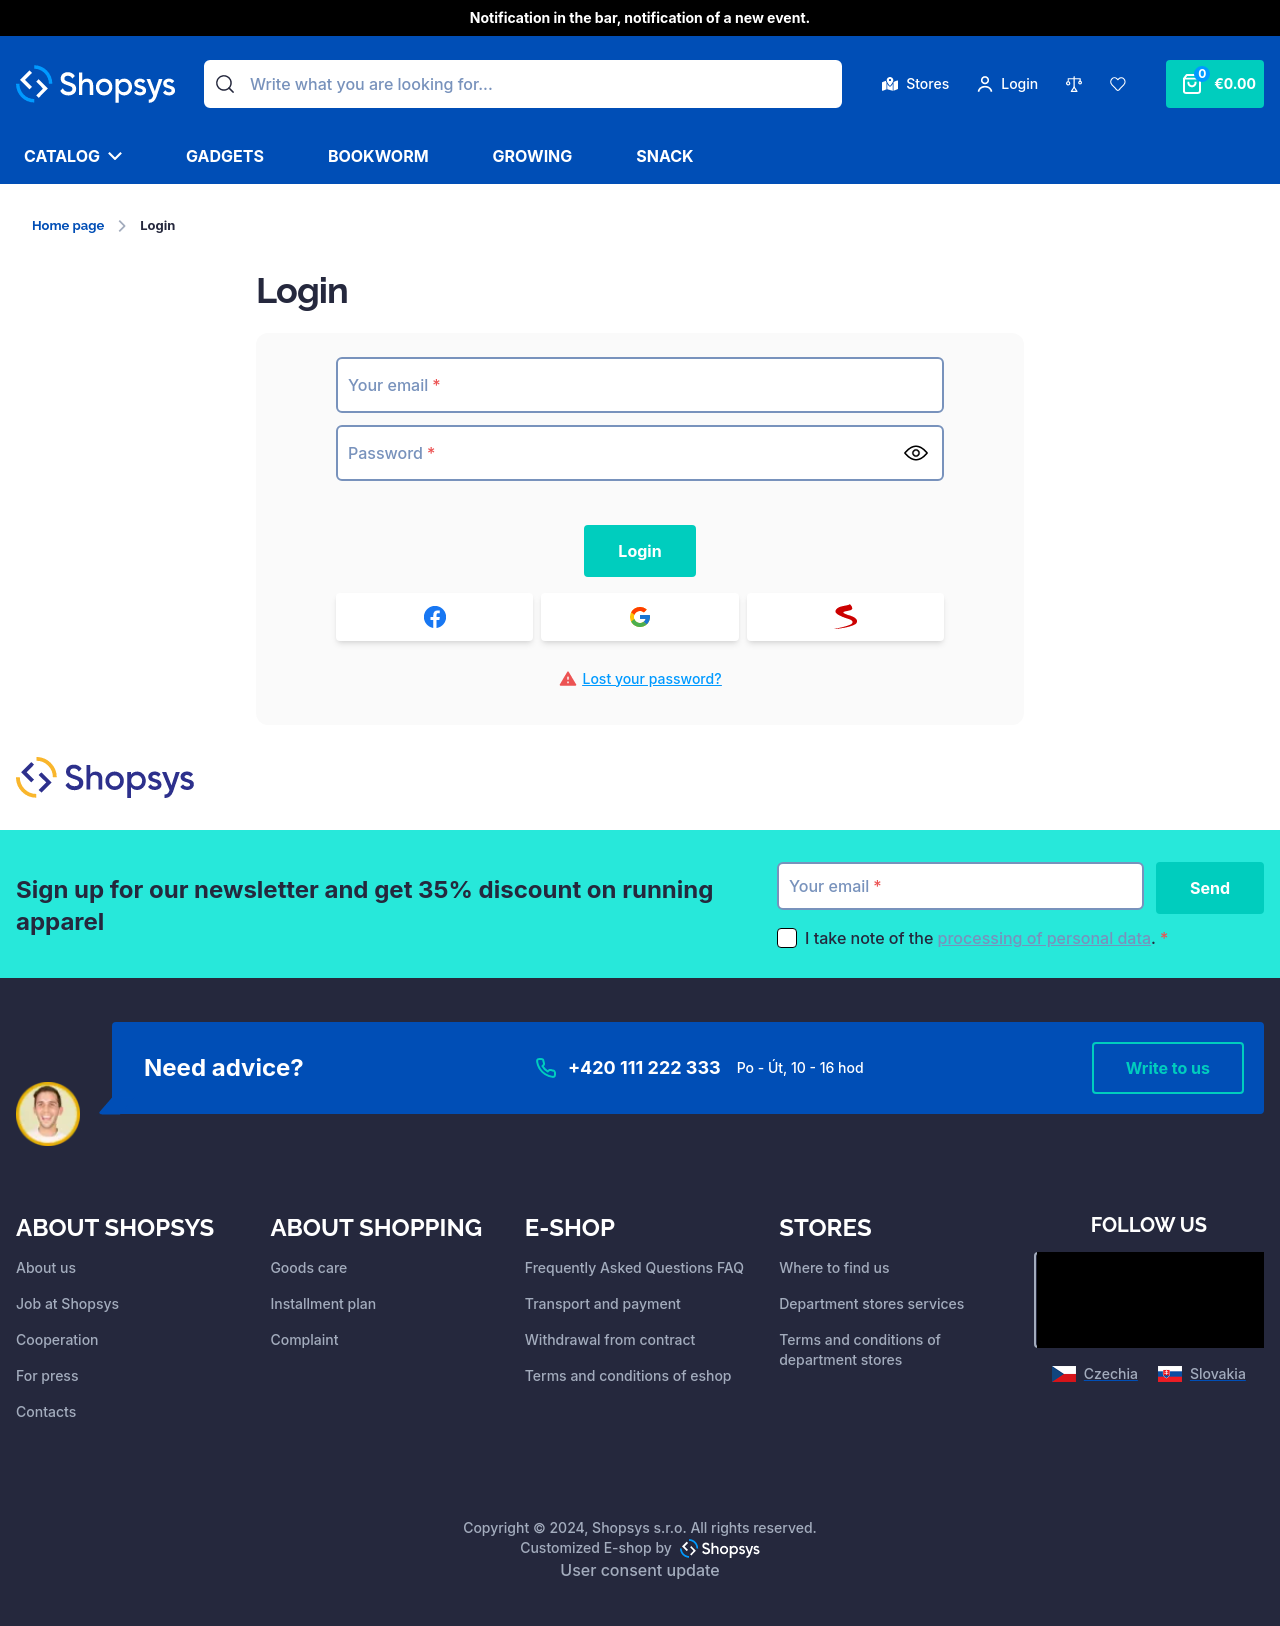 Notification in the bar, notification of a new event.
Shopsys
Write what you are looking for...
Stores
Login
0
€0.00
CATALOG
GADGETS
BOOKWORM
GROWING
SNACK
Home page
Login
Login
Your email *
Password *
Login
Lost your password?
Shopsys
Sign up for our newsletter and get 35% discount on running
apparel
Your email *
Send
I take note of the processing of personal data. *
Need advice?
+420 111 222 333
Po - Út, 10 - 16 hod
Write to us
ABOUT SHOPSYS
About us
Job at Shopsys
Cooperation
For press
Contacts
ABOUT SHOPPING
Goods care
Installment plan
Complaint
E-SHOP
Frequently Asked Questions FAQ
Transport and payment
Withdrawal from contract
Terms and conditions of eshop
STORES
Where to find us
Department stores services
Terms and conditions of
department stores
FOLLOW US
Czechia
Slovakia
Copyright © 2024, Shopsys s.r.o. All rights reserved.
Customized E-shop by Shopsys
User consent update